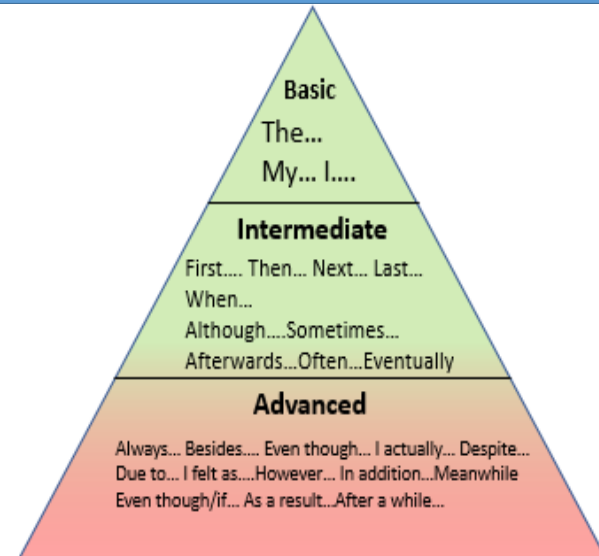 Basic
The...
My... I....
Intermediate
First.... Then... Next... Last...
When...
Although....Sometimes...
Afterwards...Often...Eventually
Advanced
Always... Besides.... Even though... I actually... Despite...
Due to... I felt as....However... In addition...Meanwhile
Even though/if... As a result...After a while...